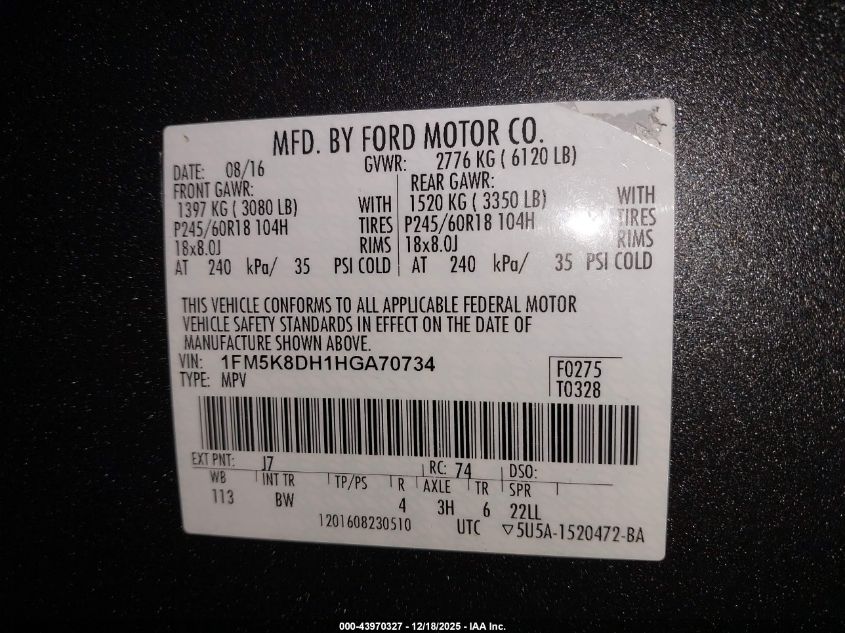 MFD. BY FORD MOTOR CO.
DATE: 08/16 GVWR: 2776 KG ( 6120 LB)
FRONT GAWR: REAR GAWR:
1397 KG ( 3080 LB) WITH 1520 KG ( 3350 LB) WITH
P245/60R18 104H TIRES P245/60R18 104H TIRES
18x8.0J RIMS 18x8.0J RIMS
AT 240 kPa/ 35 PSI COLD AT 240 kPa/ 35 PSI COLD
THIS VEHICLE CONFORMS TO ALL APPLICABLE FEDERAL MOTOR
VEHICLE SAFETY STANDARDS IN EFFECT ON THE DATE OF
MANUFACTURE SHOWN ABOVE.
VIN: 1FM5K8DH1HGA70734 F0275
TYPE: MPV T0328
EXT PNT: J7 RC: 74 DSO:
WB INT TR TP/PS R AXLE TR SPR
113 BW 4 3H 6 22LL
1201608230510 UTC ▽5U5A-1520472-BA
000-43970327 - 12/18/2025 - IAA Inc.